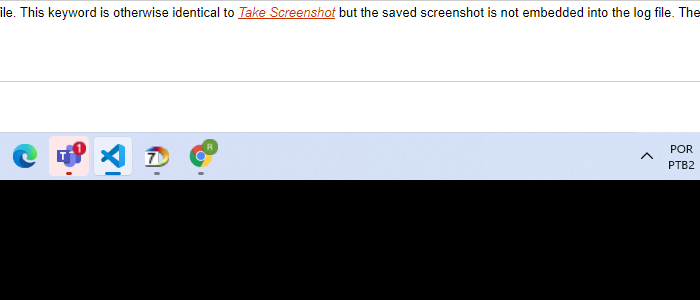 ile. This keyword is otherwise identical to Take Screenshot but the saved screenshot is not embedded into the log file. The
T 1
7
R
POR
PTB2